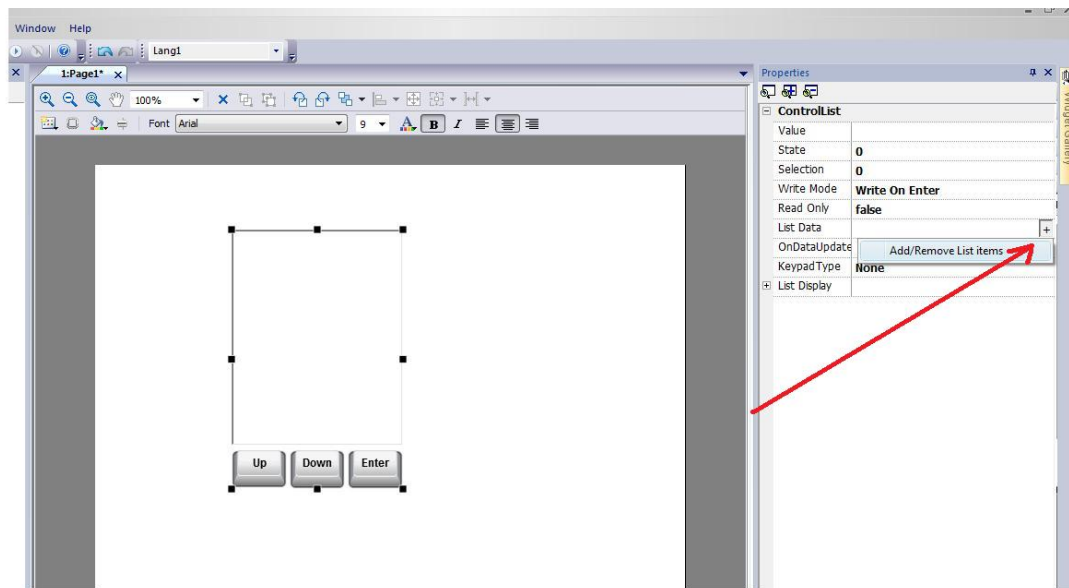 Window Help
Lang1
1:Page1* x
Properties
100%
Font Arial 9 A B I
ControlList
Value
State 0
Selection 0
Write Mode Write On Enter
Read Only false
List Data +
Add/Remove List items
OnDataUpdate
KeypadType None
List Display
Widget Gallery
Up Down Enter